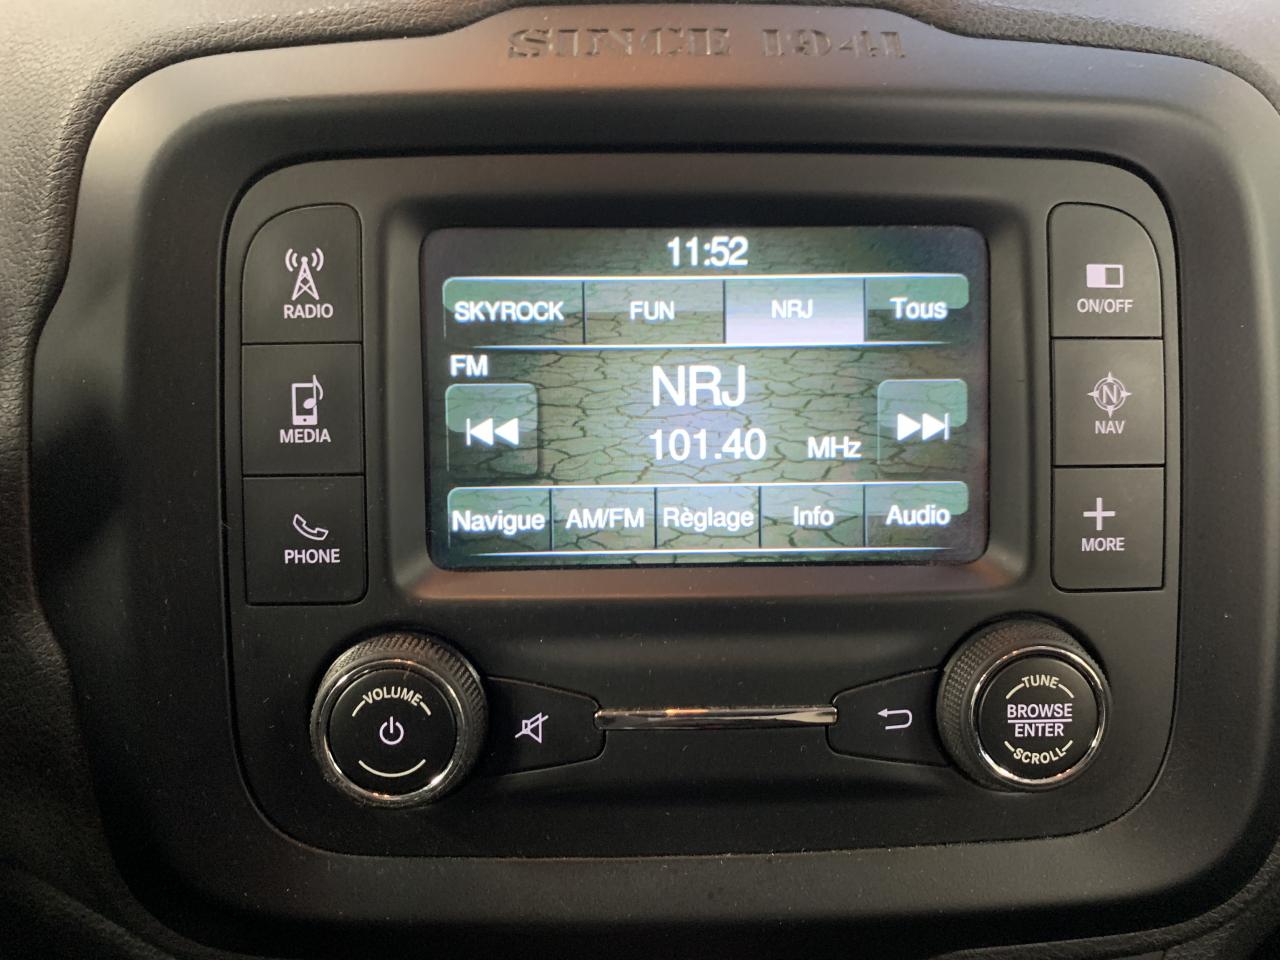 SINCE 1941
11:52
SKYROCK FUN NRJ Tous
FM
NRJ
101.40 MHz
Navigue AM/FM Règlage Info Audio
RADIO
MEDIA
PHONE
ON/OFF
N
NAV
MORE
VOLUME
TUNE
BROWSE
ENTER
SCROLL